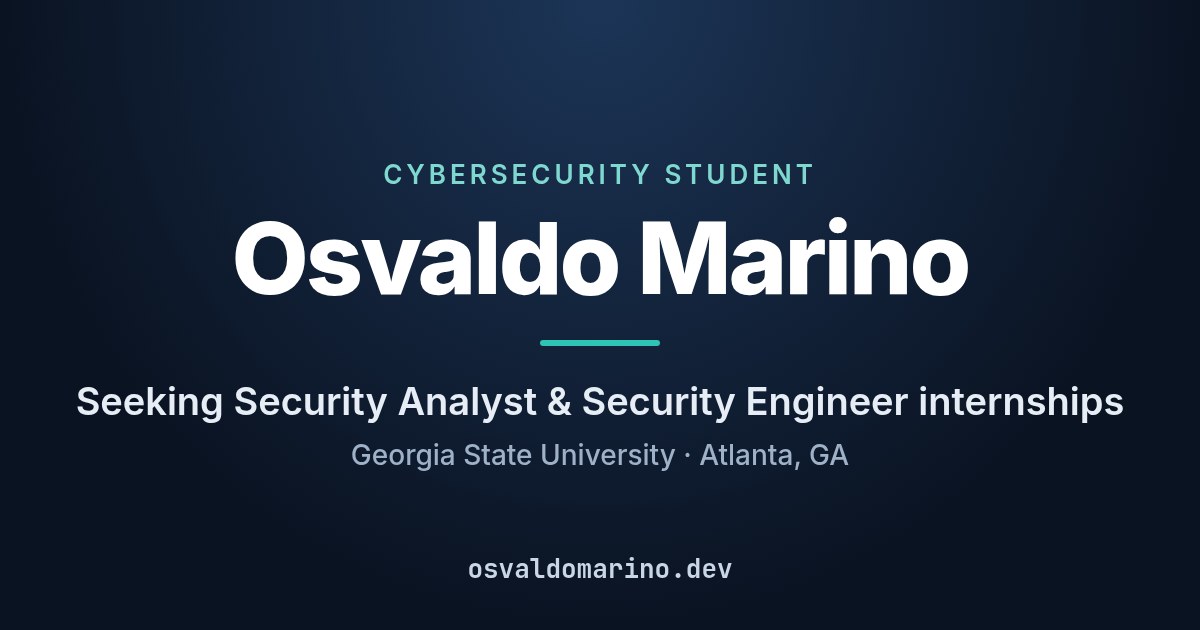 CYBERSECURITY STUDENT
Osvaldo Marino
Seeking Security Analyst & Security Engineer internships
Georgia State University · Atlanta, GA
osvaldomarino.dev